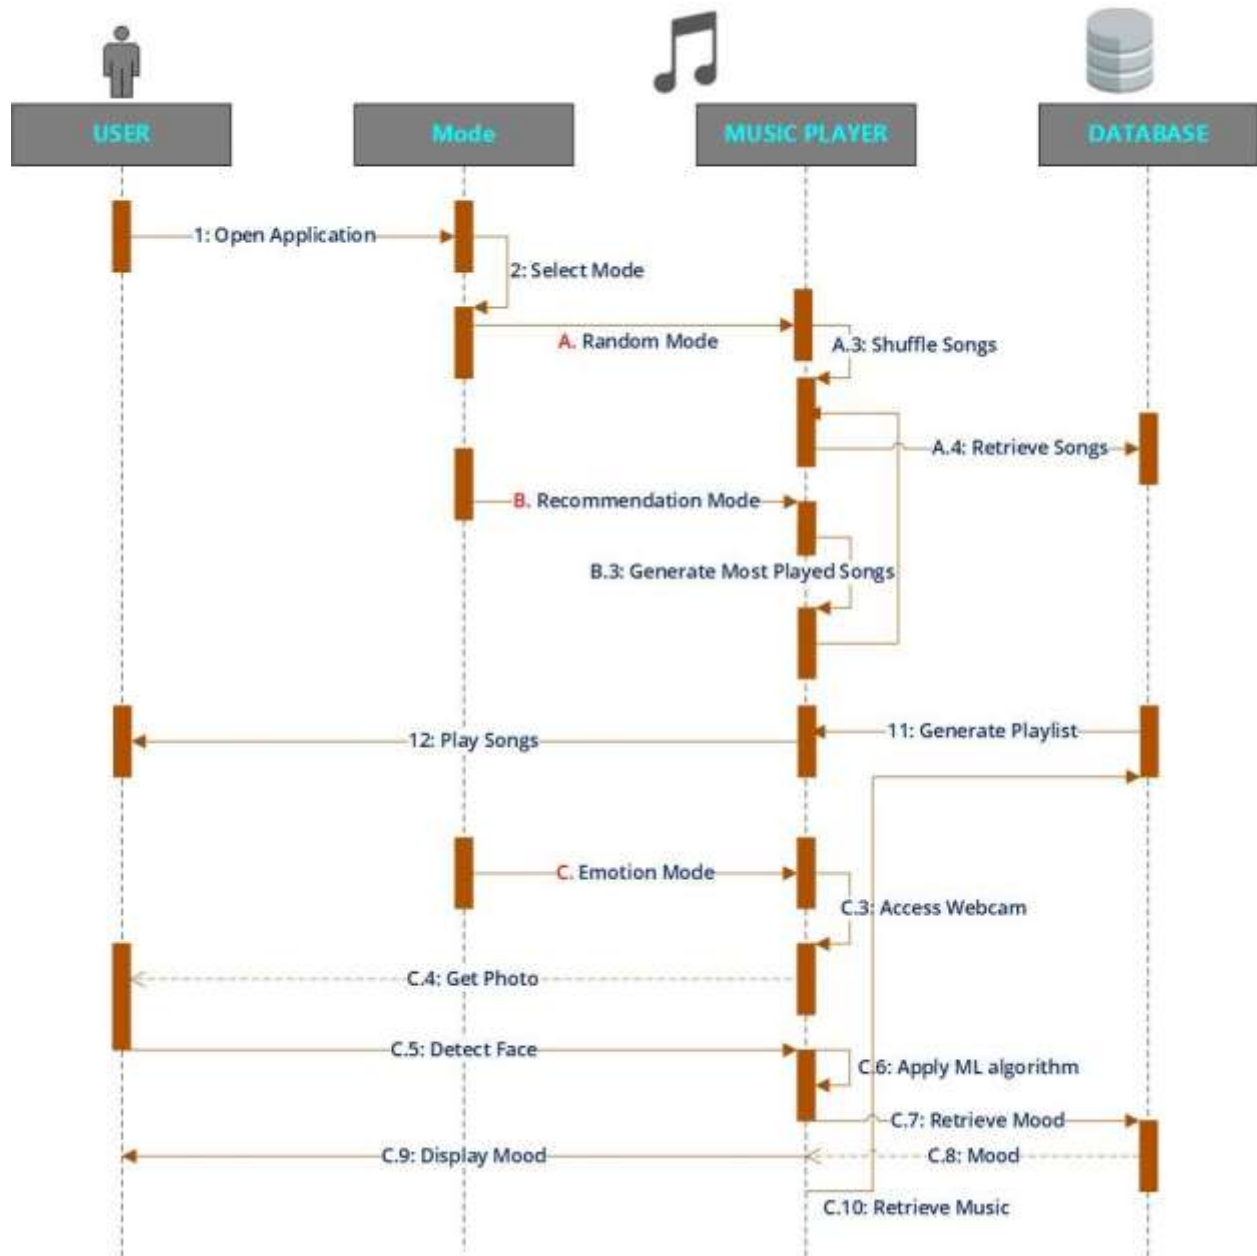 USER
Mode
MUSIC PLAYER
DATABASE
1: Open Application
2: Select Mode
A. Random Mode
A.3: Shuffle Songs
A.4: Retrieve Songs
B. Recommendation Mode
B.3: Generate Most Played Songs
11: Generate Playlist
12: Play Songs
C. Emotion Mode
C.3: Access Webcam
C.4: Get Photo
C.5: Detect Face
C.6: Apply ML algorithm
C.7: Retrieve Mood
C.8: Mood
C.9: Display Mood
C.10: Retrieve Music